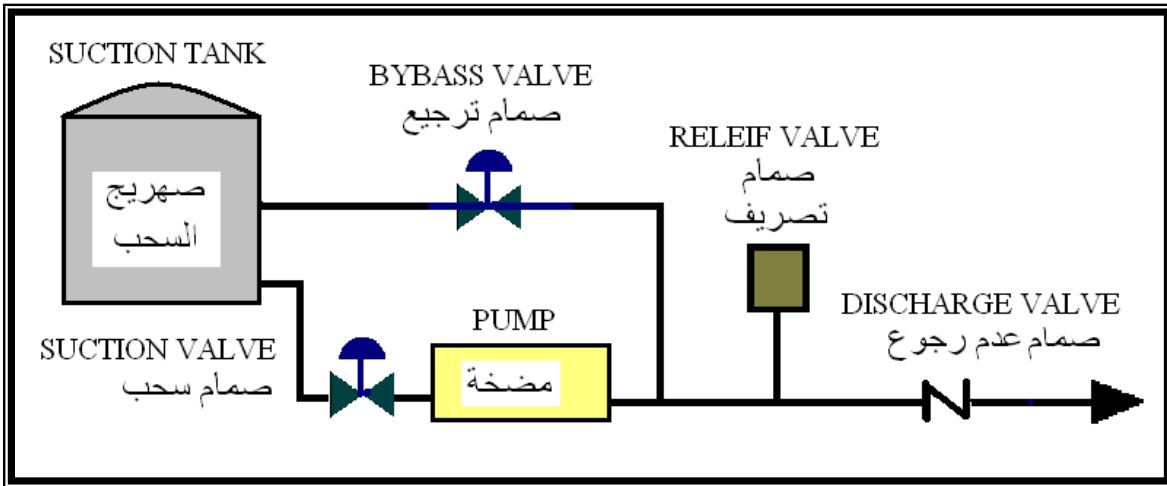 SUCTION TANK
صهريج
السحب
BYBASS VALVE
صمام ترجيع
RELEIF VALVE
صمام
تصريف
SUCTION VALVE
صمام سحب
PUMP
مضخة
DISCHARGE VALVE
صمام عدم رجوع